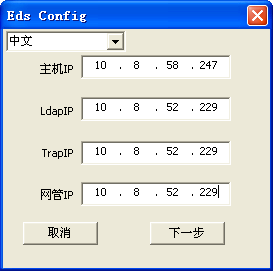 Eds Config
中文
主机IP 10 . 8 . 58 . 247
LdapIP 10 . 8 . 52 . 229
TrapIP 10 . 8 . 52 . 229
网管IP 10 . 8 . 52 . 229
取消 下一步